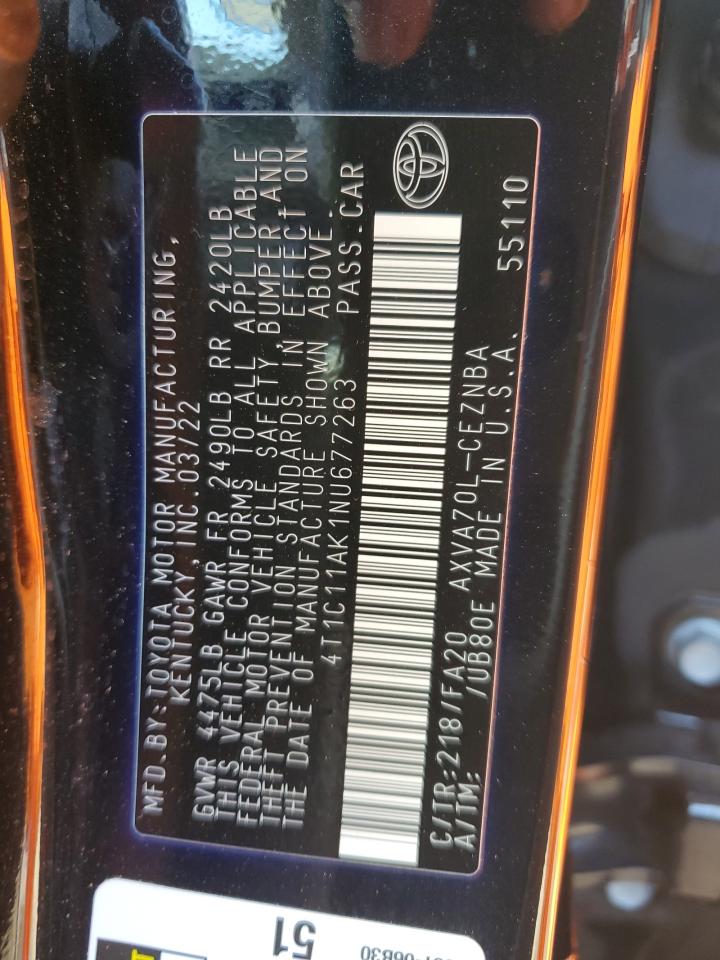 MFD.BY:TOYOTA MOTOR MANUFACTURING,
KENTUCKY,INC.03/22
GVWR 4475LB GAWR FR 2490LB RR 2420LB
THIS VEHICLE CONFORMS TO ALL APPLICABLE
FEDERAL MOTOR VEHICLE SAFETY,BUMPER AND
THEFT PREVENTION STANDARDS IN EFFECT ON
THE DATE OF MANUFACTURE SHOWN ABOVE.
4T1C11AK1NU677263 PASS.CAR
C/TR:218/FA20 AXVA70L-CEZNBA
A/TM: /UB80E MADE IN U.S.A. 55110
51
06B30